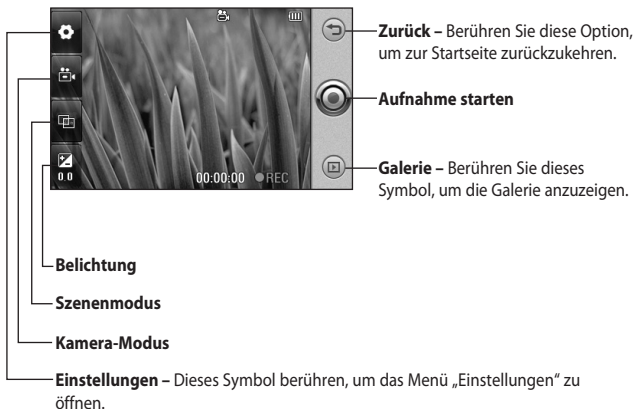 Zurück – Berühren Sie diese Option,
um zur Startseite zurückzukehren.
Aufnahme starten
Galerie – Berühren Sie dieses
Symbol, um die Galerie anzuzeigen.
0.0
00:00:00 REC
Belichtung
Szenenmodus
Kamera-Modus
Einstellungen – Dieses Symbol berühren, um das Menü „Einstellungen“ zu
öffnen.